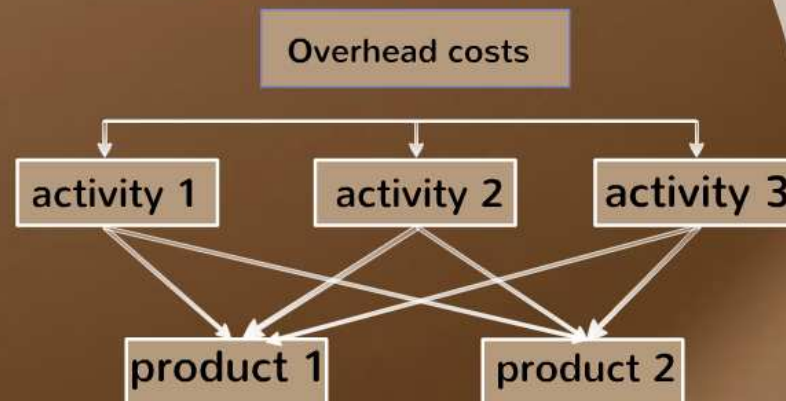 Overhead costs
activity 1
activity 2
activity 3
product 1
product 2